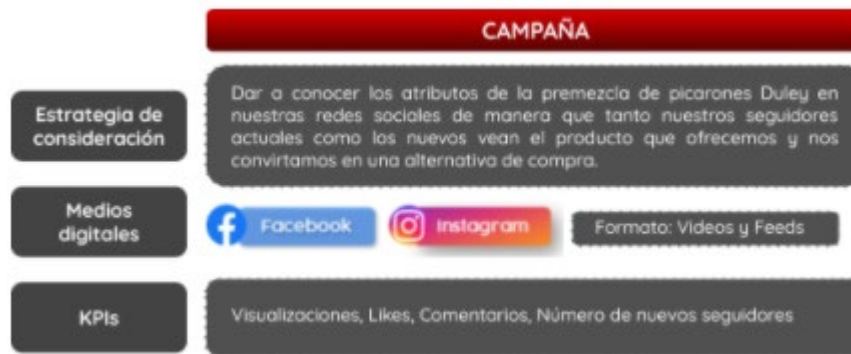 CAMPAÑA
Estrategia de
consideración
Dar a conocer los atributos de la premezcla de picarones Duley en
nuestras redes sociales de manera que tanto nuestros seguidores
actuales como los nuevos vean el producto que ofrecemos y nos
convirtamos en una alternativa de compra.
Medios
digitales
Facebook
Instagram
Formato: Videos y Feeds
KPIs
Visualizaciones, Likes, Comentarios, Número de nuevos seguidores